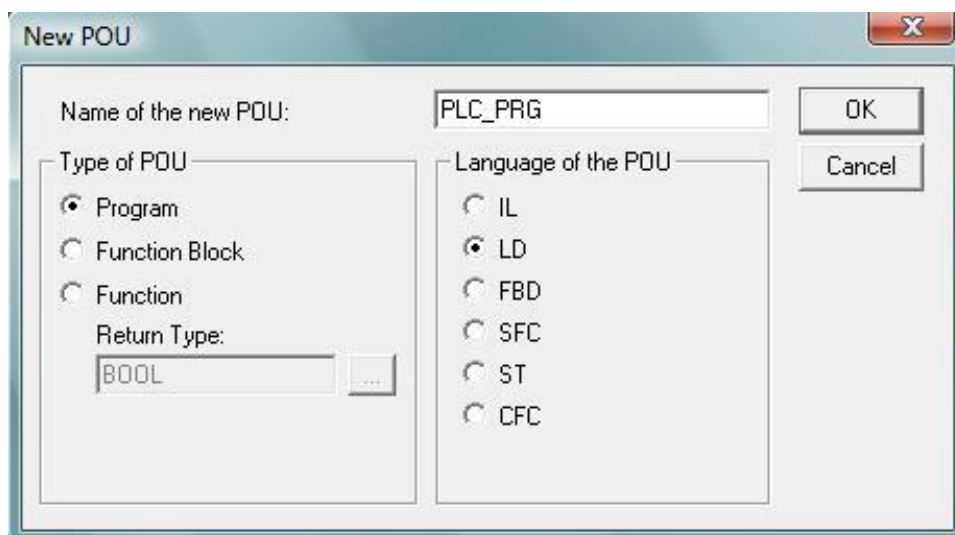 New POU
Name of the new POU:
PLC_PRG
OK
Cancel
Type of POU
Program
Function Block
Function
Return Type:
BOOL
...
Language of the POU
IL
LD
FBD
SFC
ST
CFC